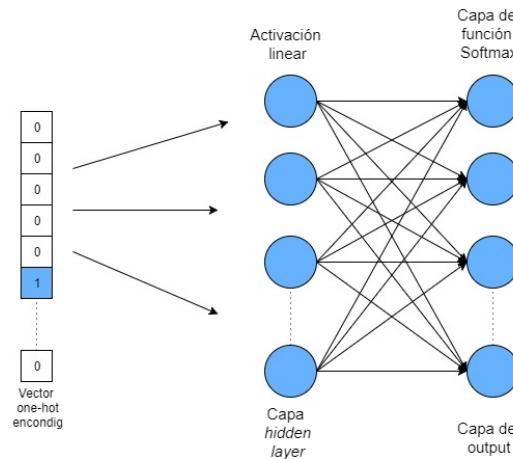 Activación
linear
Capa de
función
Softmax
0
0
0
0
0
1
0
Vector
one-hot
encondig
Capa
hidden
layer
Capa de
output